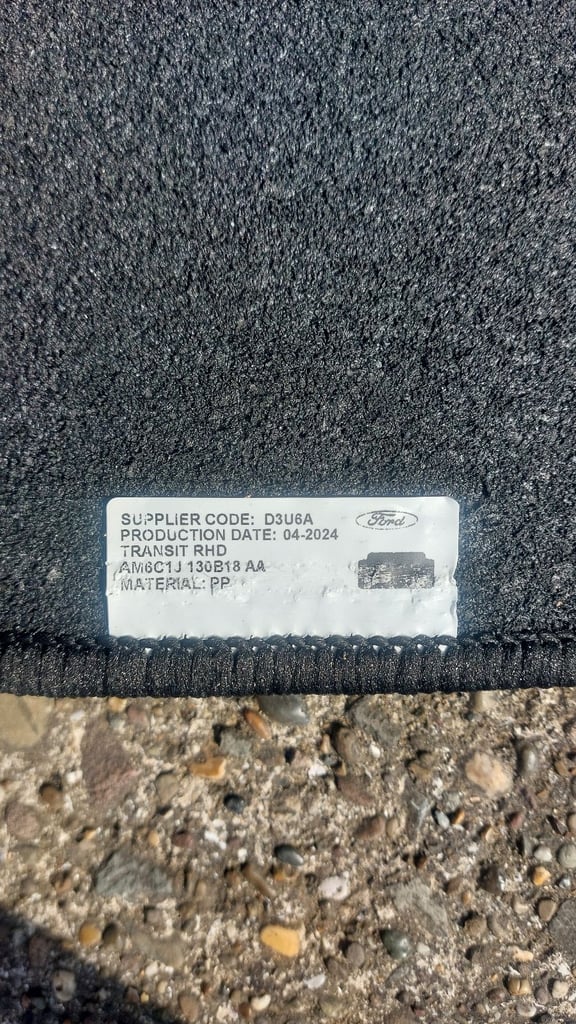 SUPPLIER CODE: D3U6A
Ford
PRODUCTION DATE: 04-2024
TRANSIT RHD
AM6C1J 130B18 AA
MATERIAL: PP